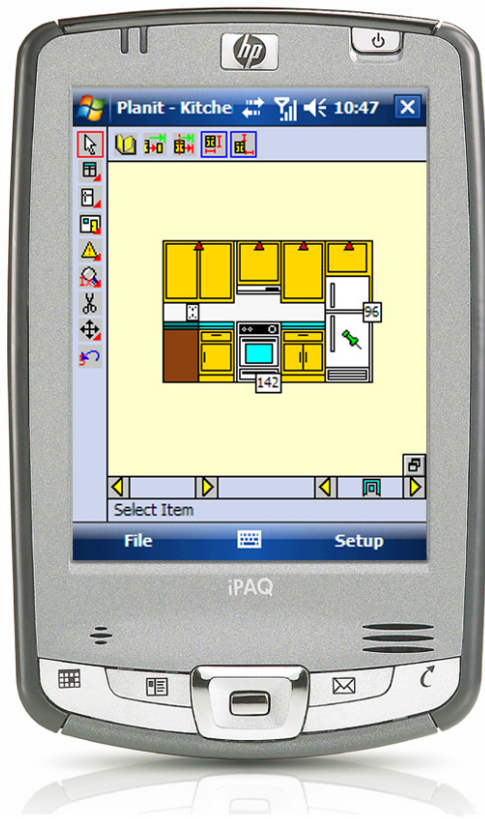 hp
Planit - Kitche
10:47
96
142
Select Item
File
Setup
iPAQ